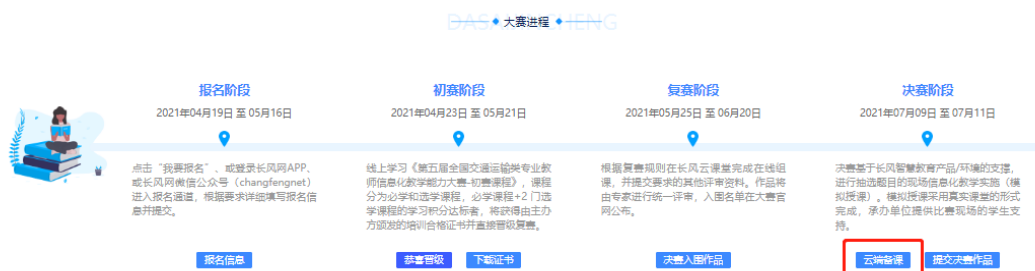 大赛进程
报名阶段
2021年04月19日 至 05月16日
点击“我要报名”、或登录长风网APP、
或长风网微信公众号（changfengnet）
进入报名通道，根据要求详细填写报名信
息并提交。
报名信息
初赛阶段
2021年04月23日 至 05月21日
线上学习《第五届全国交通运输类专业教
师信息化教学能力大赛-初赛课程》，课程
分为必学和选学课程，必学课程+2 门选
学课程的学习积分达标者，将获得由主办
方颁发的培训合格证书并直接晋级复赛。
恭喜晋级
下载证书
复赛阶段
2021年05月25日 至 06月20日
根据复赛规则在长风云课堂完成在线组
课，并提交要求的其他评审资料。作品将
由专家进行统一评审，入围名单在大赛官
网公布。
决赛入围作品
决赛阶段
2021年07月09日 至 07月11日
决赛基于长风智慧教育产品/环境的支撑，
进行抽选题目的现场信息化教学实施（模
拟授课）。模拟授课采用真实课堂的形式
完成，承办单位提供比赛现场的学生支
持。
云端备课
提交决赛作品